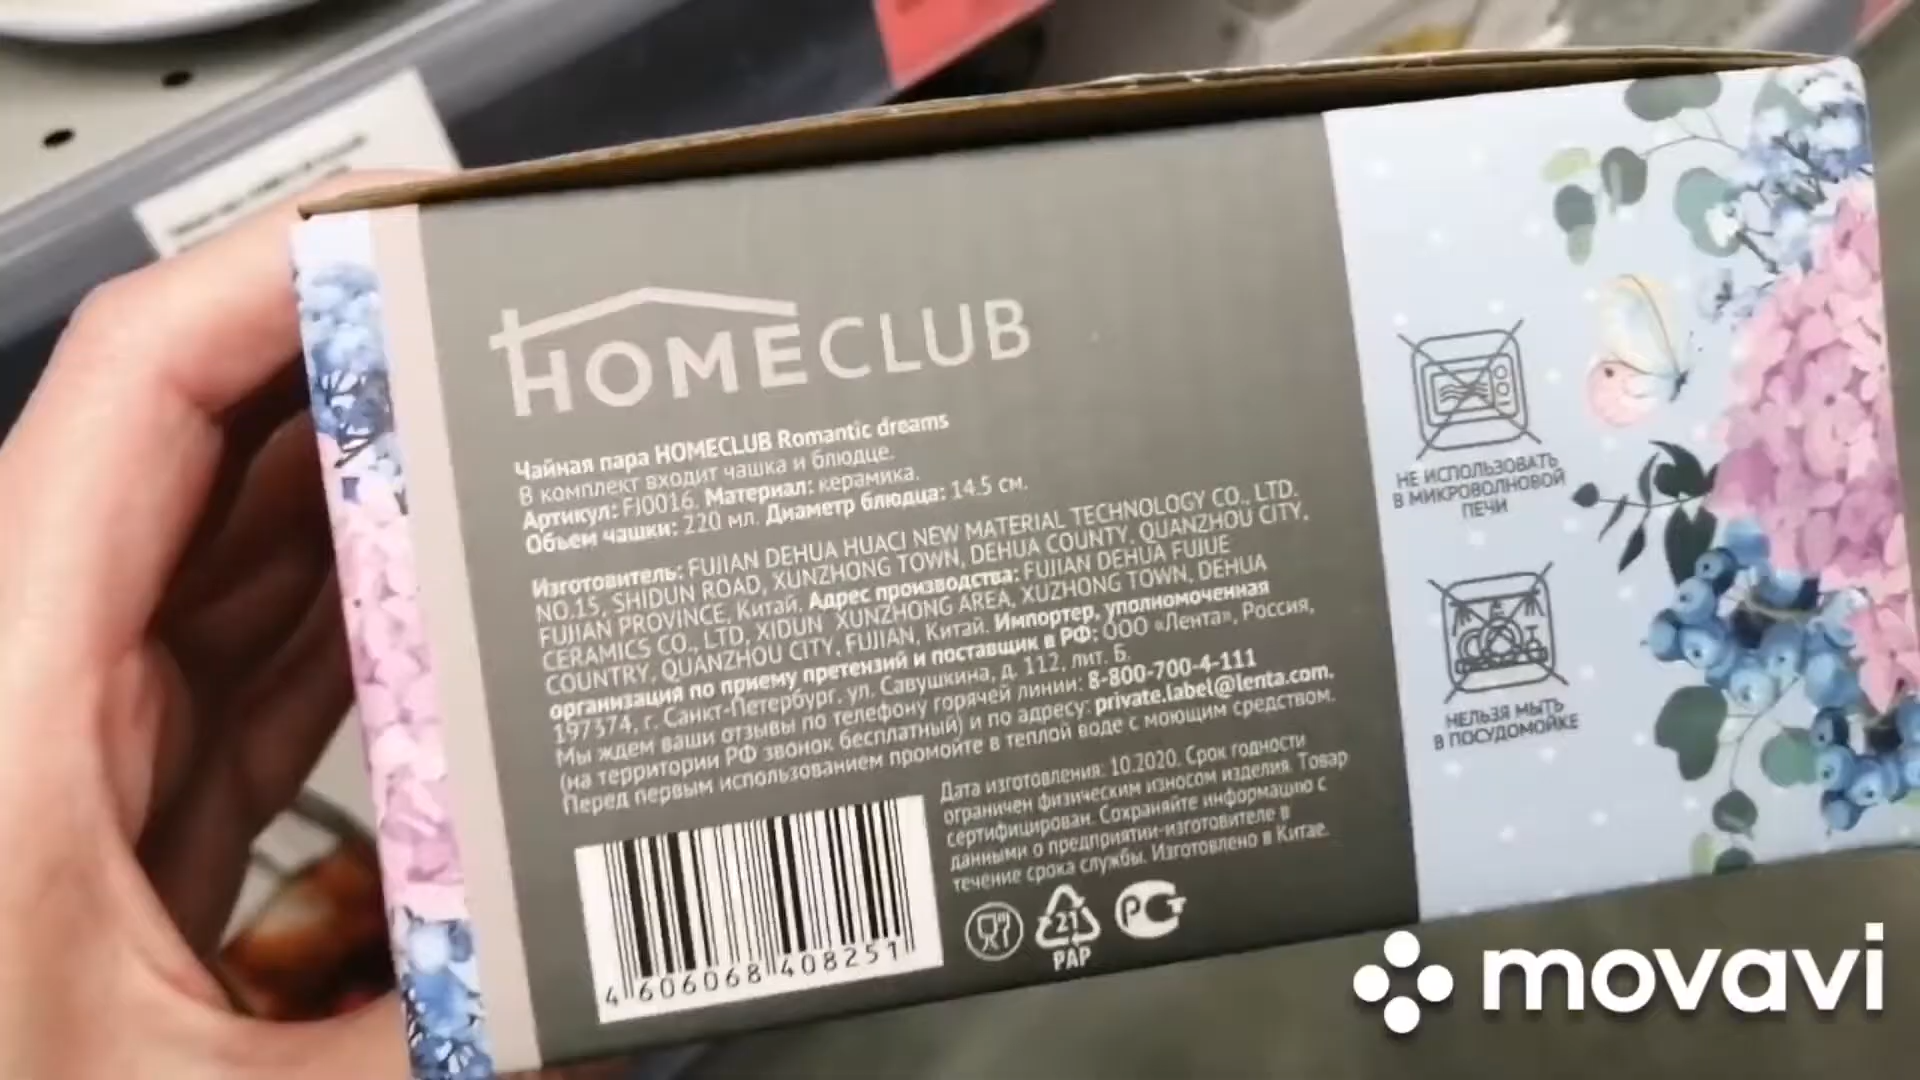 HOMECLUB
Чайная пара HOMECLUB Romantic dreams
В комплект входит чашка и блюдце.
Артикул: FJ0016. Материал: керамика.
Объем чашки: 220 мл. Диаметр блюдца: 14.5 см.
Изготовитель: FUJIAN DEHUA HUACI NEW MATERIAL TECHNOLOGY CO., LTD.
NO.15, SHIDUN ROAD, XUNZHONG TOWN, DEHUA COUNTY, QUANZHOU CITY,
FUJIAN PROVINCE, Китай. Адрес производства: FUJIAN DEHUA FUJUE
CERAMICS CO., LTD, XIDUN XUNZHONG AREA, XUZHONG TOWN, DEHUA
COUNTRY, QUANZHOU CITY, FUJIAN, Китай. Импортер, уполномоченная
организация по приему претензий и поставщик в РФ: ООО «Лента», Россия,
197374, г. Санкт-Петербург, ул. Савушкина, д. 112, лит. Б.
Мы ждем ваши отзывы по телефону горячей линии: 8-800-700-4-111
(на территории РФ звонок бесплатный) и по адресу: private.label@lenta.com.
Перед первым использованием промойте в теплой воде с моющим средством.
Дата изготовления: 10.2020. Срок годности
ограничен физическим износом изделия. Товар
сертифицирован. Сохраняйте информацию с
данными о предприятии-изготовителе в
течение срока службы. Изготовлено в Китае.
4 606068 408251
21
PAP
РСТ
НЕ ИСПОЛЬЗОВАТЬ
В МИКРОВОЛНОВОЙ
ПЕЧИ
НЕЛЬЗЯ МЫТЬ
В ПОСУДОМОЙКЕ
movavi